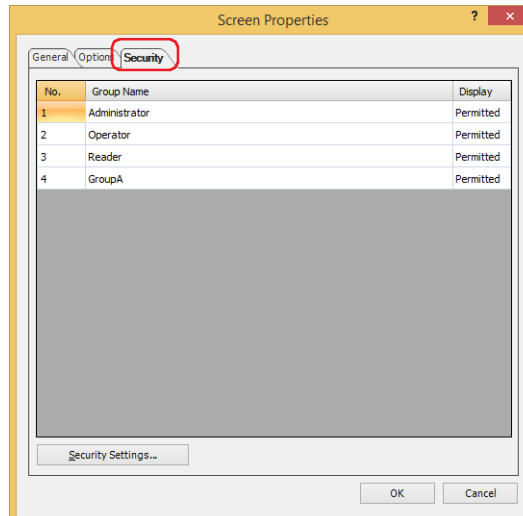 Screen Properties ? ×
General Options Security
No. Group Name Display
1 Administrator Permitted
2 Operator Permitted
3 Reader Permitted
4 GroupA Permitted
Security Settings...
OK Cancel